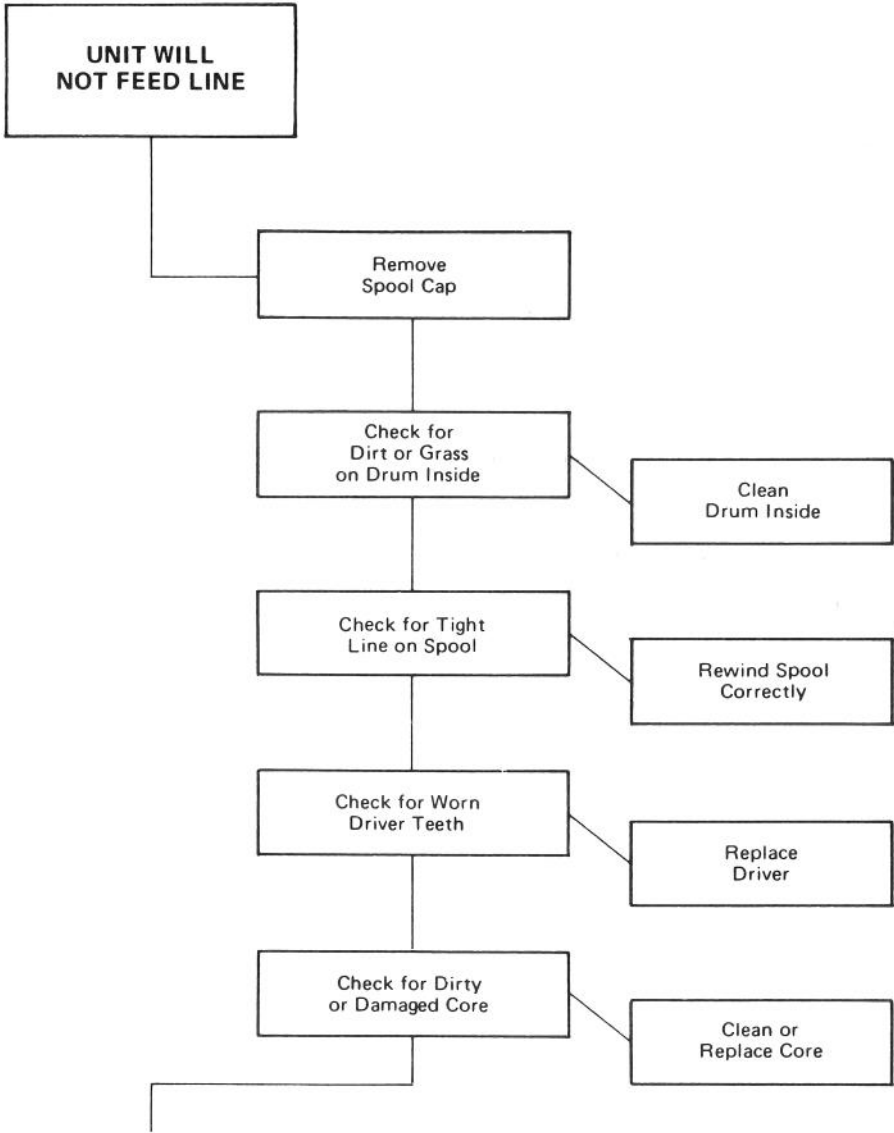 UNIT WILL
NOT FEED LINE
Remove
Spool Cap
Check for
Dirt or Grass
on Drum Inside
Clean
Drum Inside
Check for Tight
Line on Spool
Rewind Spool
Correctly
Check for Worn
Driver Teeth
Replace
Driver
Check for Dirty
or Damaged Core
Clean or
Replace Core